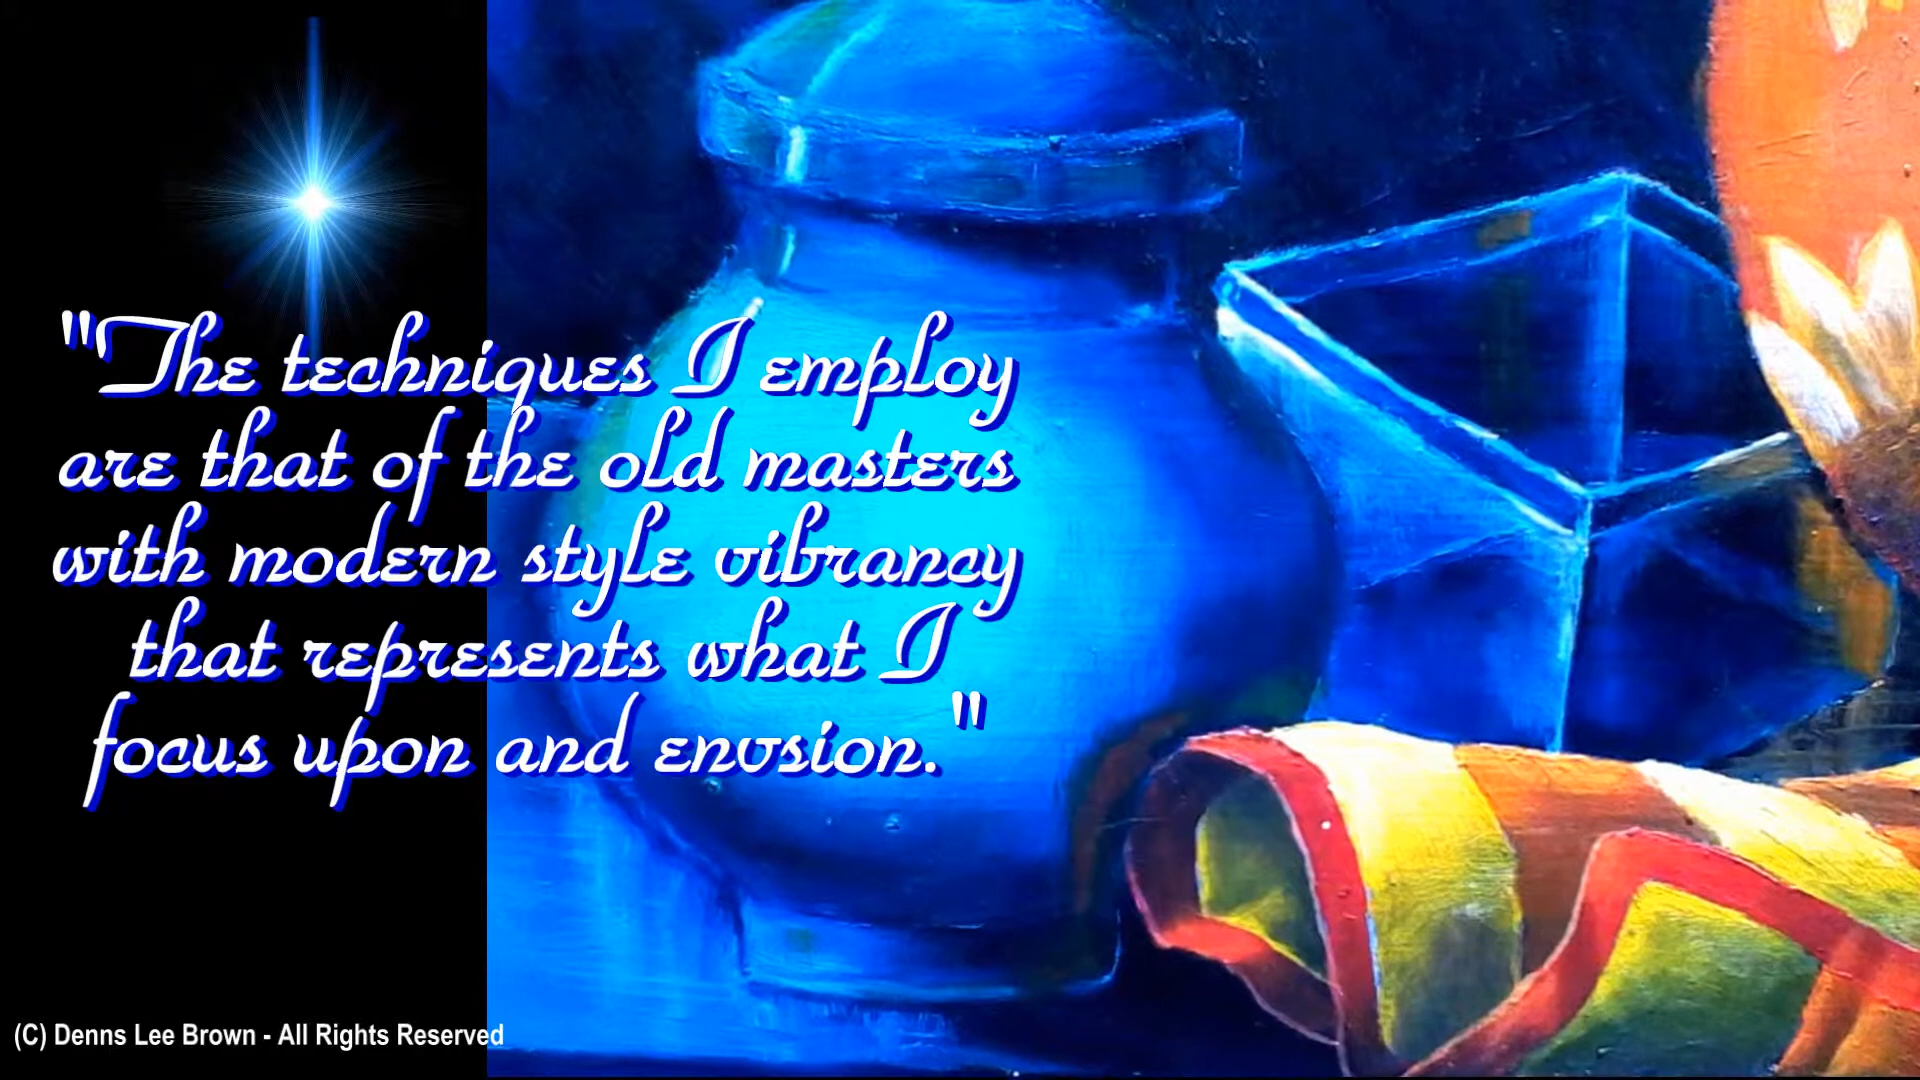 "The techniques I employ
are that of the old masters
with modern style vibrancy
that represents what I
focus upon and envsion."
(C) Denns Lee Brown - All Rights Reserved